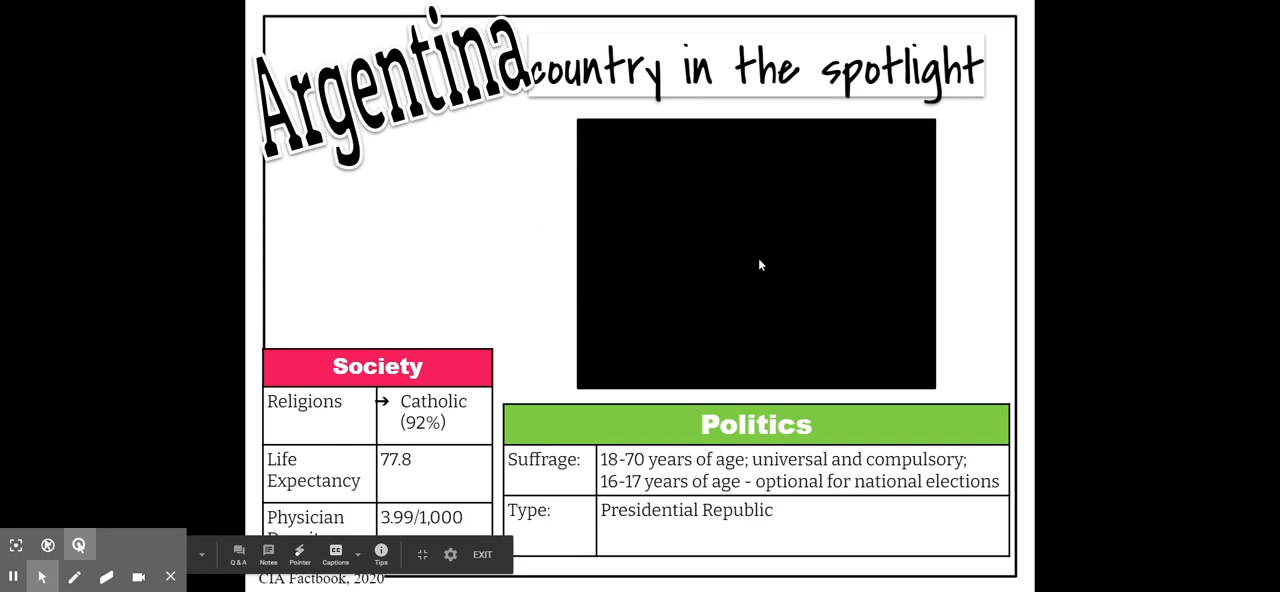 Argentina
country in the spotlight
Society
Religions ➔ Catholic
(92%)
Life
Expectancy
77.8
Physician
3.99/1,000
Politics
Suffrage: 18-70 years of age; universal and compulsory;
16-17 years of age - optional for national elections
Type: Presidential Republic
Q&A Notes Pointer Captions Tips EXIT
CIA Factbook, 2020